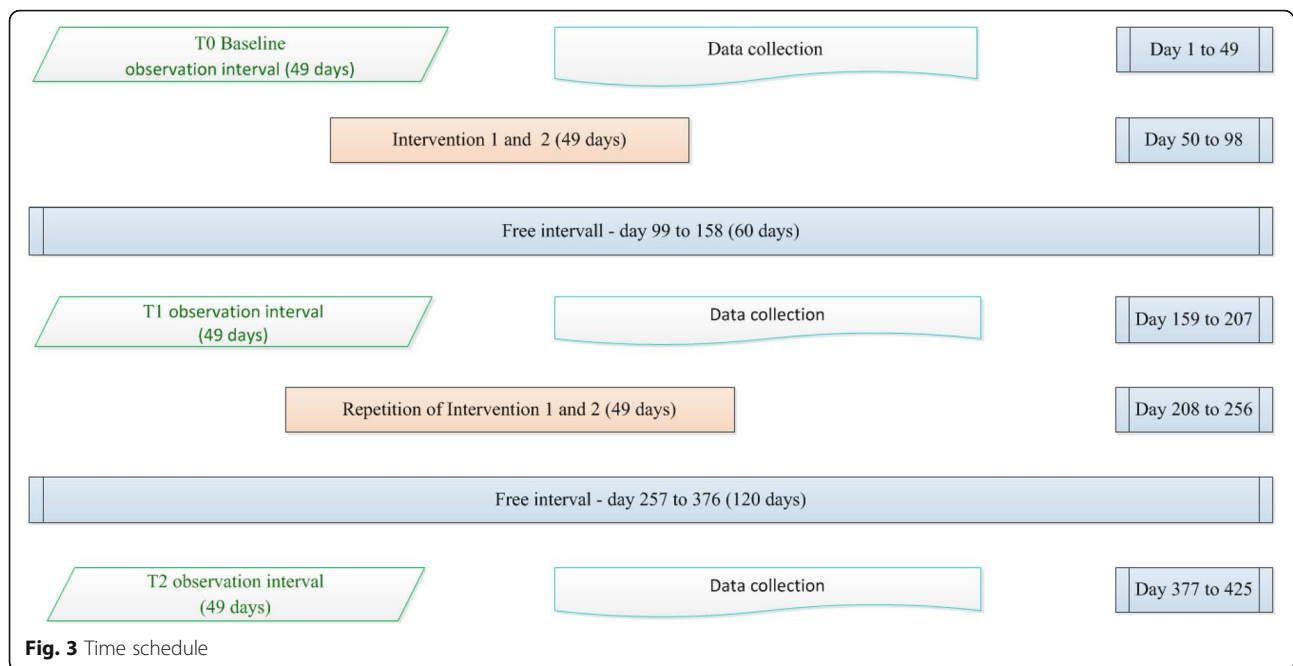 T0 Baseline
observation interval (49 days)
Data collection
Day 1 to 49
Intervention 1 and 2 (49 days)
Day 50 to 98
Free intervall - day 99 to 158 (60 days)
T1 observation interval
(49 days)
Data collection
Day 159 to 207
Repetition of Intervention 1 and 2 (49 days)
Day 208 to 256
Free interval - day 257 to 376 (120 days)
T2 observation interval
(49 days)
Data collection
Day 377 to 425
Fig. 3 Time schedule